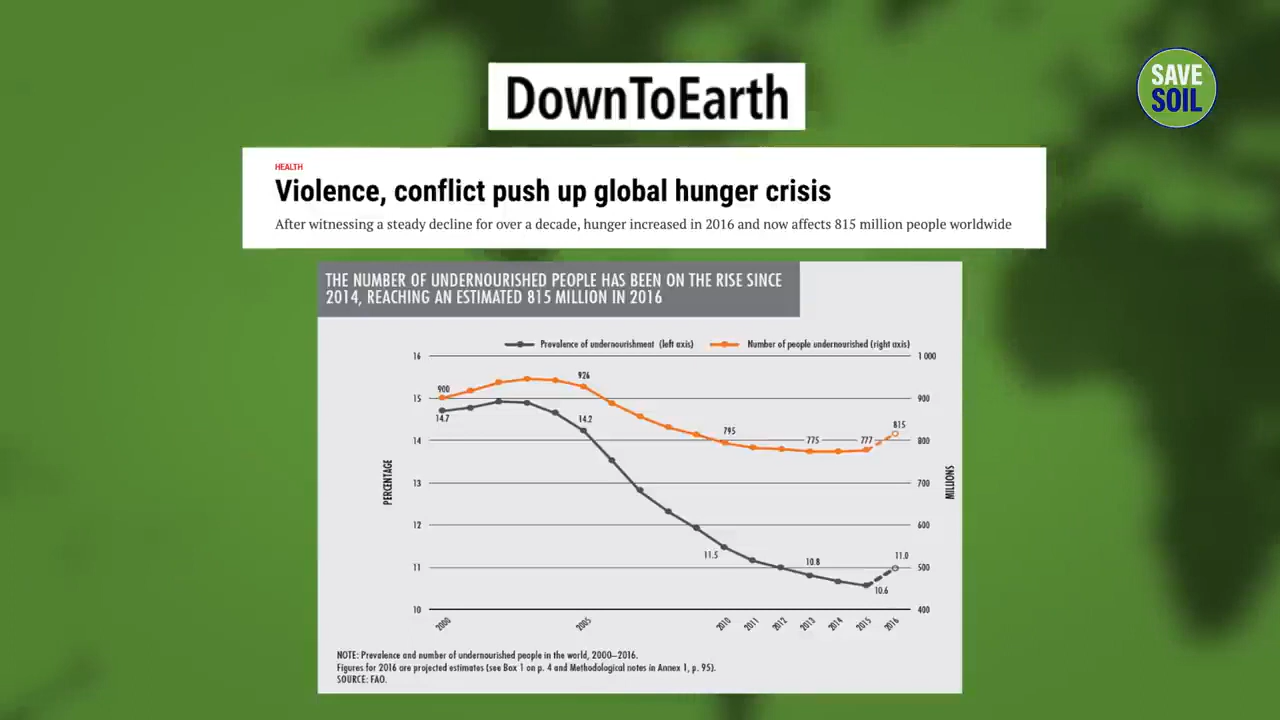 DownToEarth
SAVE
SOIL
HEALTH
Violence, conflict push up global hunger crisis
After witnessing a steady decline for over a decade, hunger increased in 2016 and now affects 815 million people worldwide
THE NUMBER OF UNDERNOURISHED PEOPLE HAS BEEN ON THE RISE SINCE
2014, REACHING AN ESTIMATED 815 MILLION IN 2016
Prevalence of undernourishment (left axis) Number of people undernourished (right axis)
16 1 000
900 926
15 900
14.7 14.2 795 775 777 815
14 800
PERCENTAGE MILLIONS
13 700
12 600
11.5 10.8 11.0
11 500
10.6
10 400
2000 2005 2010 2011 2012 2013 2014 2015 2016
NOTE: Prevalence and number of undernourished people in the world, 2000–2016.
Figures for 2016 are projected estimates (see Box 1 on p. 4 and Methodological notes in Annex 1, p. 95).
SOURCE: FAO.